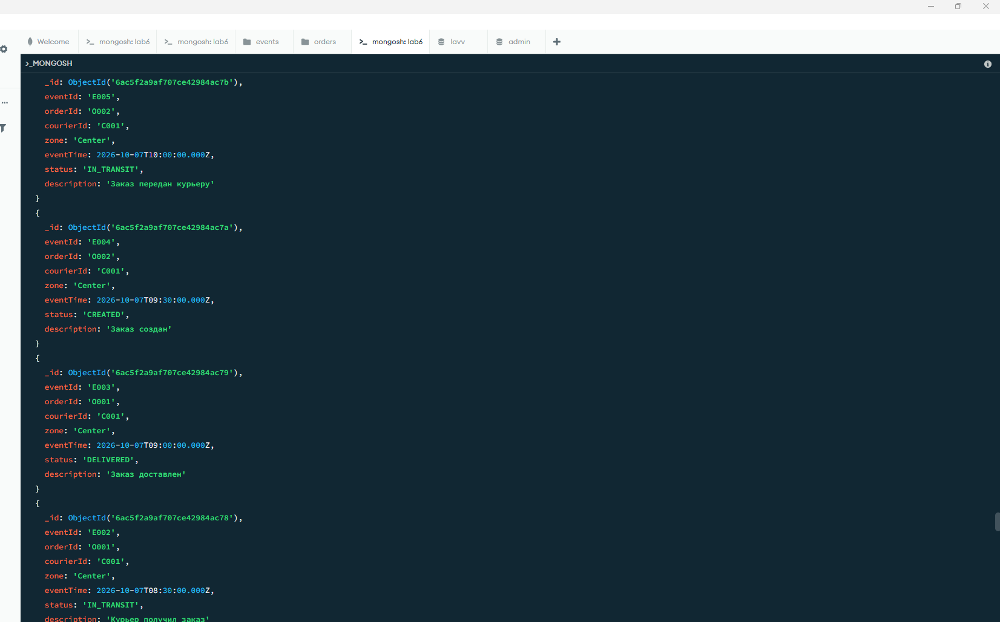 Welcome
mongosh: lab6
mongosh: lab6
events
orders
mongosh: lab6
lavv
admin
>_MONGOSH
_id: ObjectId('6ac5f2a9af707ce42984ac7b'),
eventId: 'E005',
orderId: 'O002',
courierId: 'C001',
zone: 'Center',
eventTime: 2026-10-07T10:00:00.000Z,
status: 'IN_TRANSIT',
description: 'Заказ передан курьеру'
}
{
_id: ObjectId('6ac5f2a9af707ce42984ac7a'),
eventId: 'E004',
orderId: 'O002',
courierId: 'C001',
zone: 'Center',
eventTime: 2026-10-07T09:30:00.000Z,
status: 'CREATED',
description: 'Заказ создан'
}
{
_id: ObjectId('6ac5f2a9af707ce42984ac79'),
eventId: 'E003',
orderId: 'O001',
courierId: 'C001',
zone: 'Center',
eventTime: 2026-10-07T09:00:00.000Z,
status: 'DELIVERED',
description: 'Заказ доставлен'
}
{
_id: ObjectId('6ac5f2a9af707ce42984ac78'),
eventId: 'E002',
orderId: 'O001',
courierId: 'C001',
zone: 'Center',
eventTime: 2026-10-07T08:30:00.000Z,
status: 'IN_TRANSIT',
description: 'Курьер получил заказ'